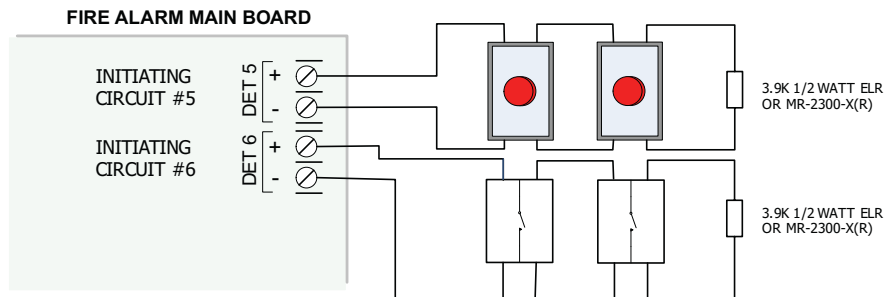 FIRE ALARM MAIN BOARD
INITIATING
CIRCUIT #5
DET 5
+
-
3.9K 1/2 WATT ELR
OR MR-2300-X(R)
INITIATING
CIRCUIT #6
DET 6
+
-
3.9K 1/2 WATT ELR
OR MR-2300-X(R)